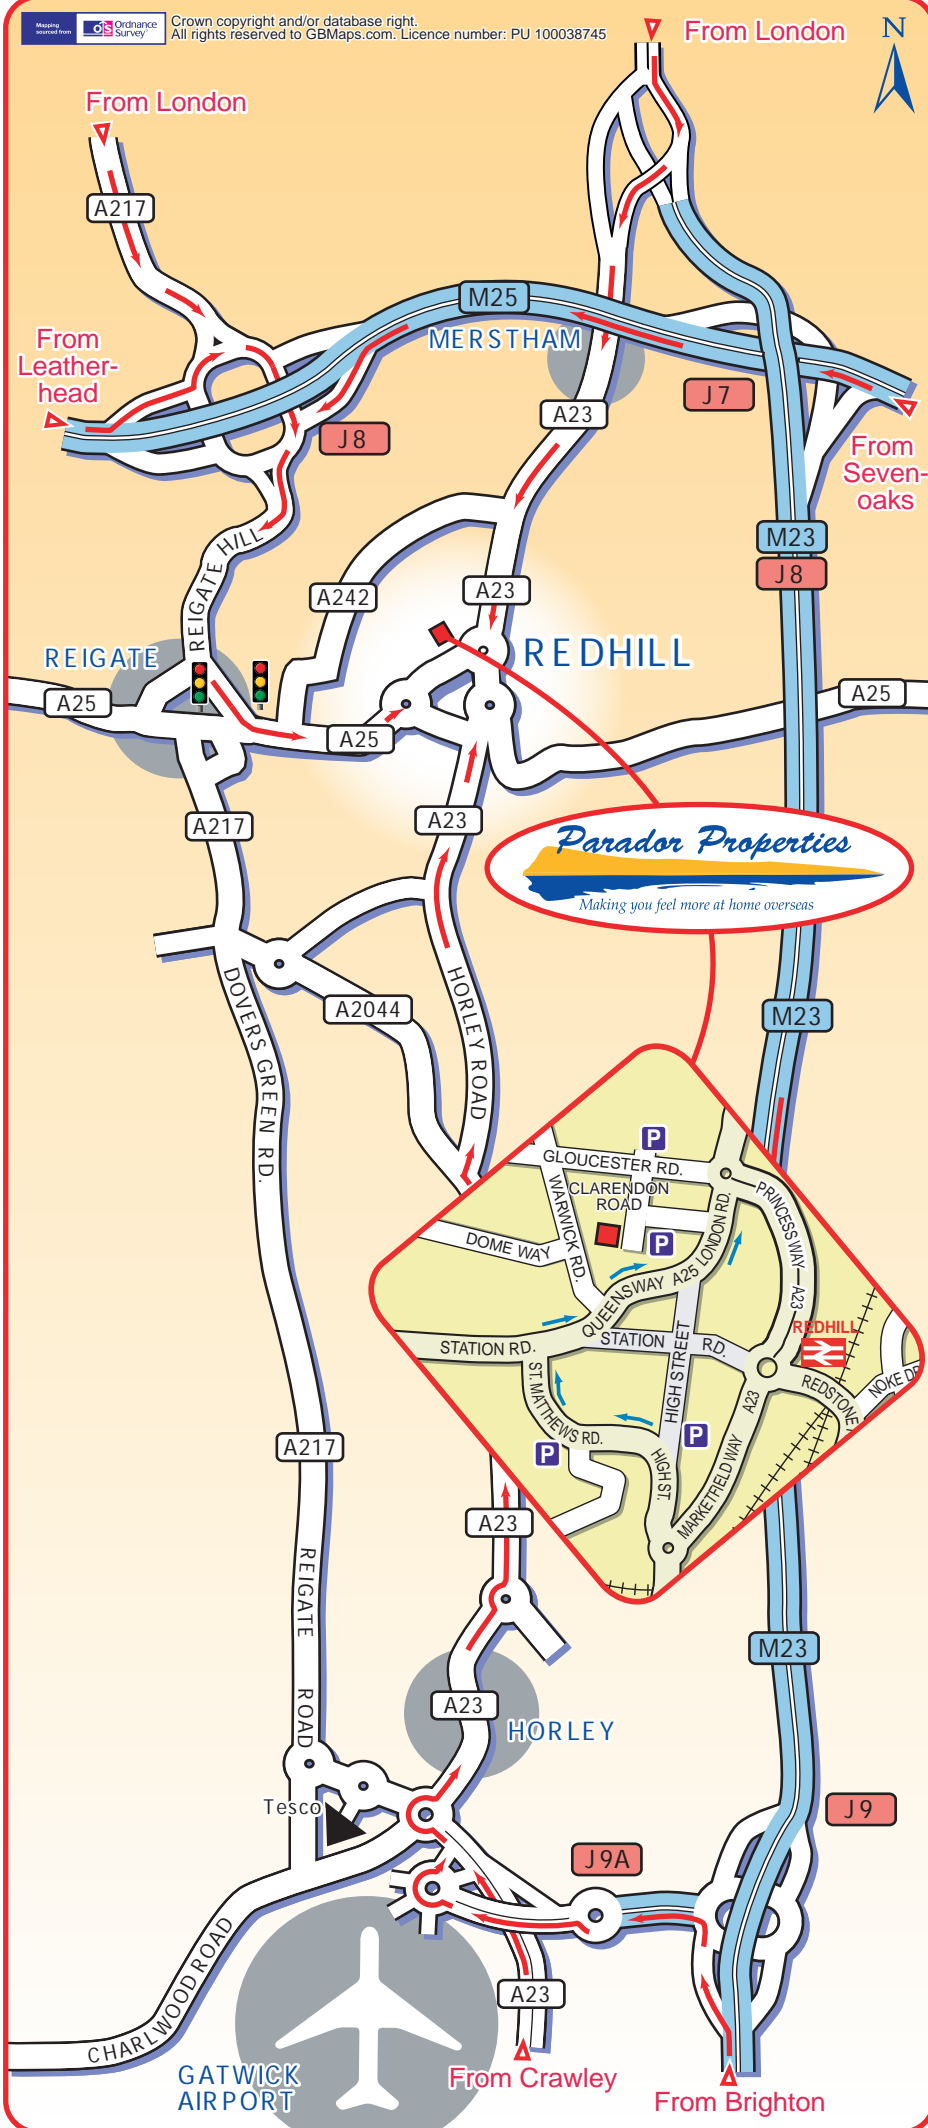 Mapping
sourced from
OS Ordnance
Survey
Crown copyright and/or database right.
All rights reserved to GBMaps.com. Licence number: PU 100038745
From London
N
From London
A217
M25
MERSTHAM
From
Leather-
head
J7
A23
J8
From
Seven-
oaks
M23
J8
REIGATE HILL
A242
A23
REIGATE
REDHILL
A25
A25
A25
A217
A23
Parador Properties
Making you feel more at home overseas
DOVERS GREEN RD.
A2044
HORLEY ROAD
M23
P
GLOUCESTER RD.
CLARENDON
ROAD
WARWICK RD.
PRINCESS WAY
A23
LONDON RD.
DOME WAY
P
QUEENSWAY
A25
STATION RD.
STATION
RD.
REDHILL
HIGH STREET
ST. MATTHEWS RD.
A23
REDSTONE
NOKE DR
P
P
HIGH ST.
MARKETFIELD WAY
A217
A23
REIGATE
ROAD
M23
A23
HORLEY
Tesco
J9
J9A
CHARLWOOD ROAD
A23
GATWICK
AIRPORT
From Crawley
From Brighton